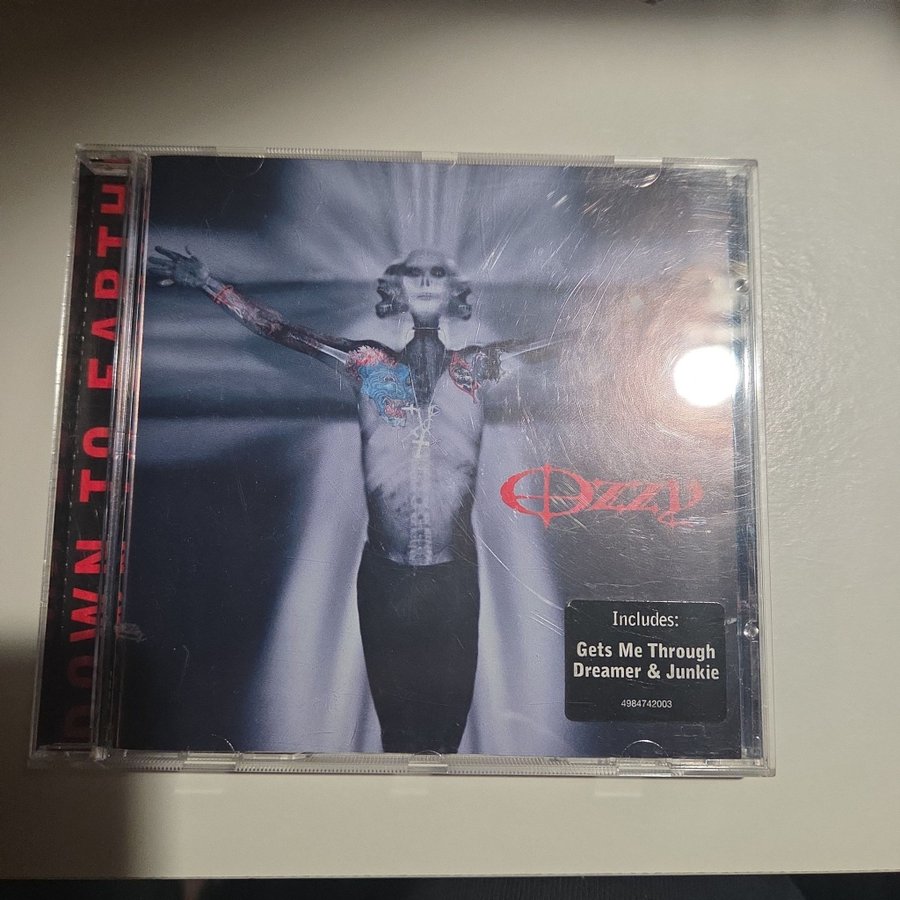 DOWN TO EARTH
Ozzy
Includes:
Gets Me Through
Dreamer & Junkie
4984742003